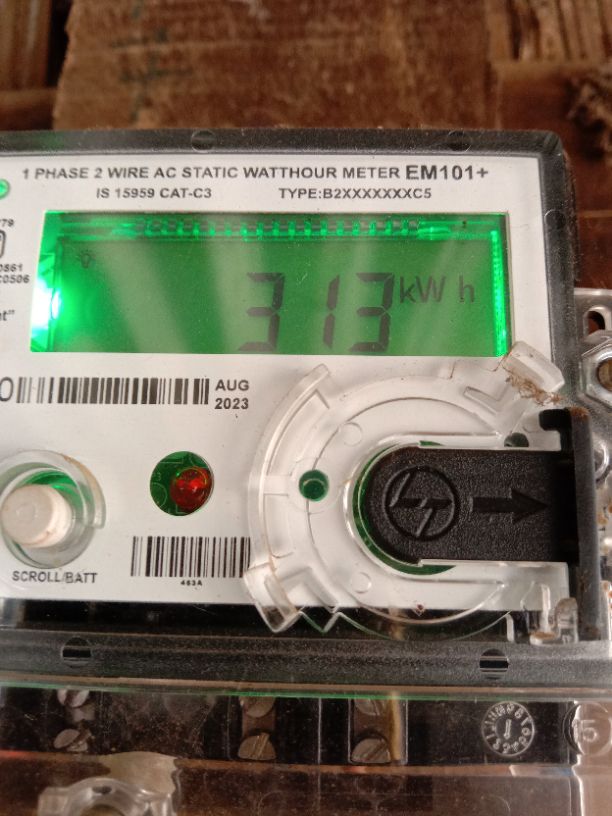 1 PHASE 2 WIRE AC STATIC WATTHOUR METER EM101+
IS 15959 CAT-C3 TYPE:B2XXXXXXXC5
313 kWh
AUG
2023
SCROLL/BATT
463A